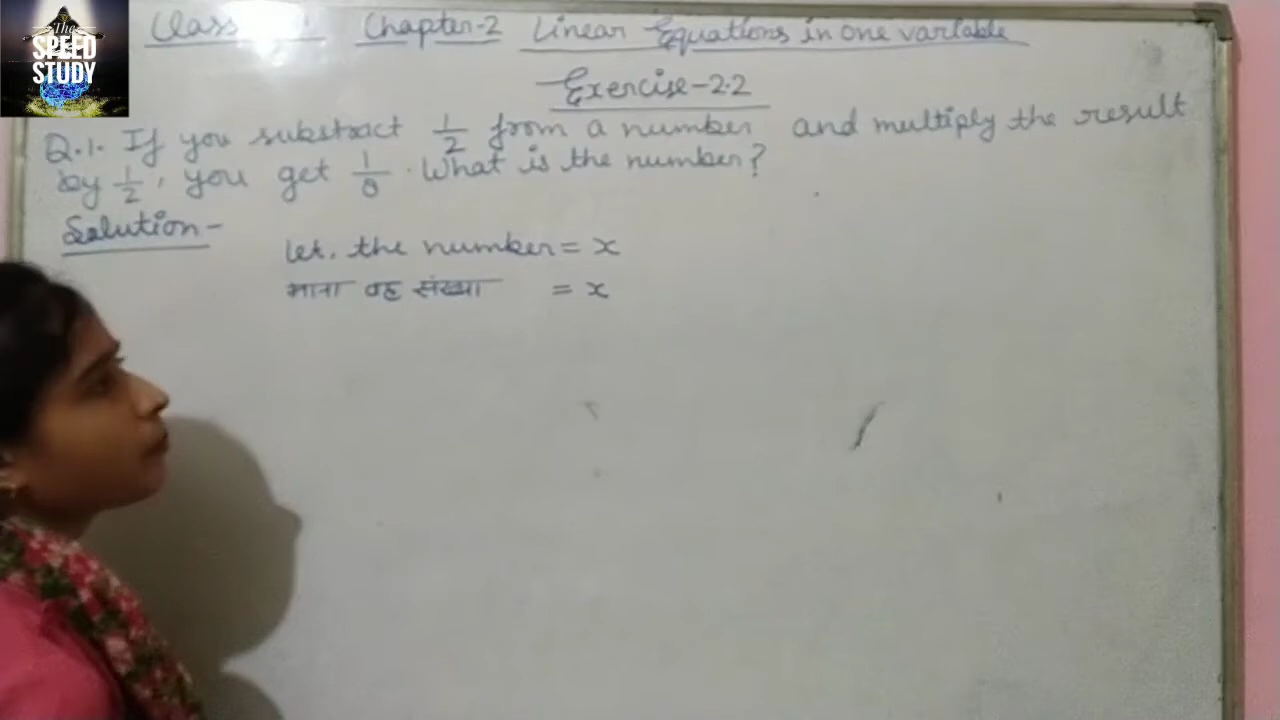 The
SPEED
STUDY
Class Chapter-2 Linear Equations in one variable
Exercise-2.2
Q.1. If you substract 1/2 from a number and multiply the result
by 1/2, you get 1/8. What is the number?
Solution-
Let, the number = x
माना वह संख्या = x